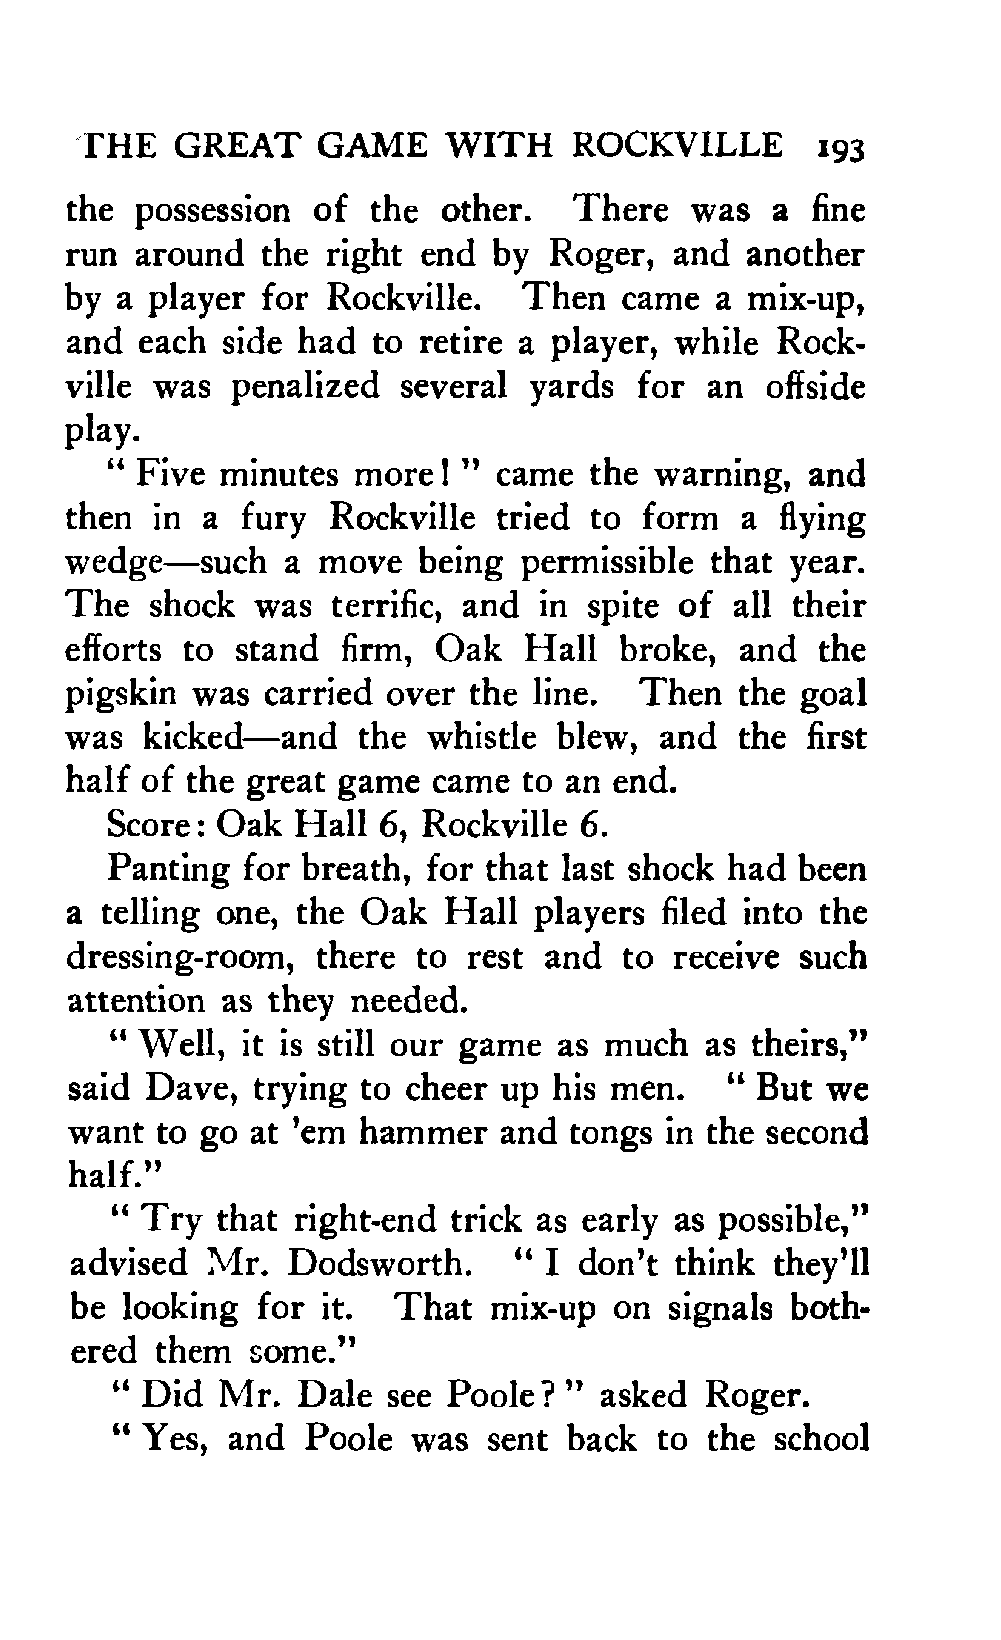 THE GREAT GAME WITH ROCKVILLE 193
the possession of the other. There was a fine
run around the right end by Roger, and another
by a player for Rockville. Then came a mix-up,
and each side had to retire a player, while Rock-
ville was penalized several yards for an offside
play.
“ Five minutes more! ” came the warning, and
then in a fury Rockville tried to form a flying
wedge—such a move being permissible that year.
The shock was terrific, and in spite of all their
efforts to stand firm, Oak Hall broke, and the
pigskin was carried over the line. Then the goal
was kicked—and the whistle blew, and the first
half of the great game came to an end.
Score: Oak Hall 6, Rockville 6.
Panting for breath, for that last shock had been
a telling one, the Oak Hall players filed into the
dressing-room, there to rest and to receive such
attention as they needed.
“ Well, it is still our game as much as theirs,”
said Dave, trying to cheer up his men. “ But we
want to go at ’em hammer and tongs in the second
half.”
“ Try that right-end trick as early as possible,”
advised Mr. Dodsworth. “ I don’t think they’ll
be looking for it. That mix-up on signals both-
ered them some.”
“ Did Mr. Dale see Poole? ” asked Roger.
“ Yes, and Poole was sent back to the school